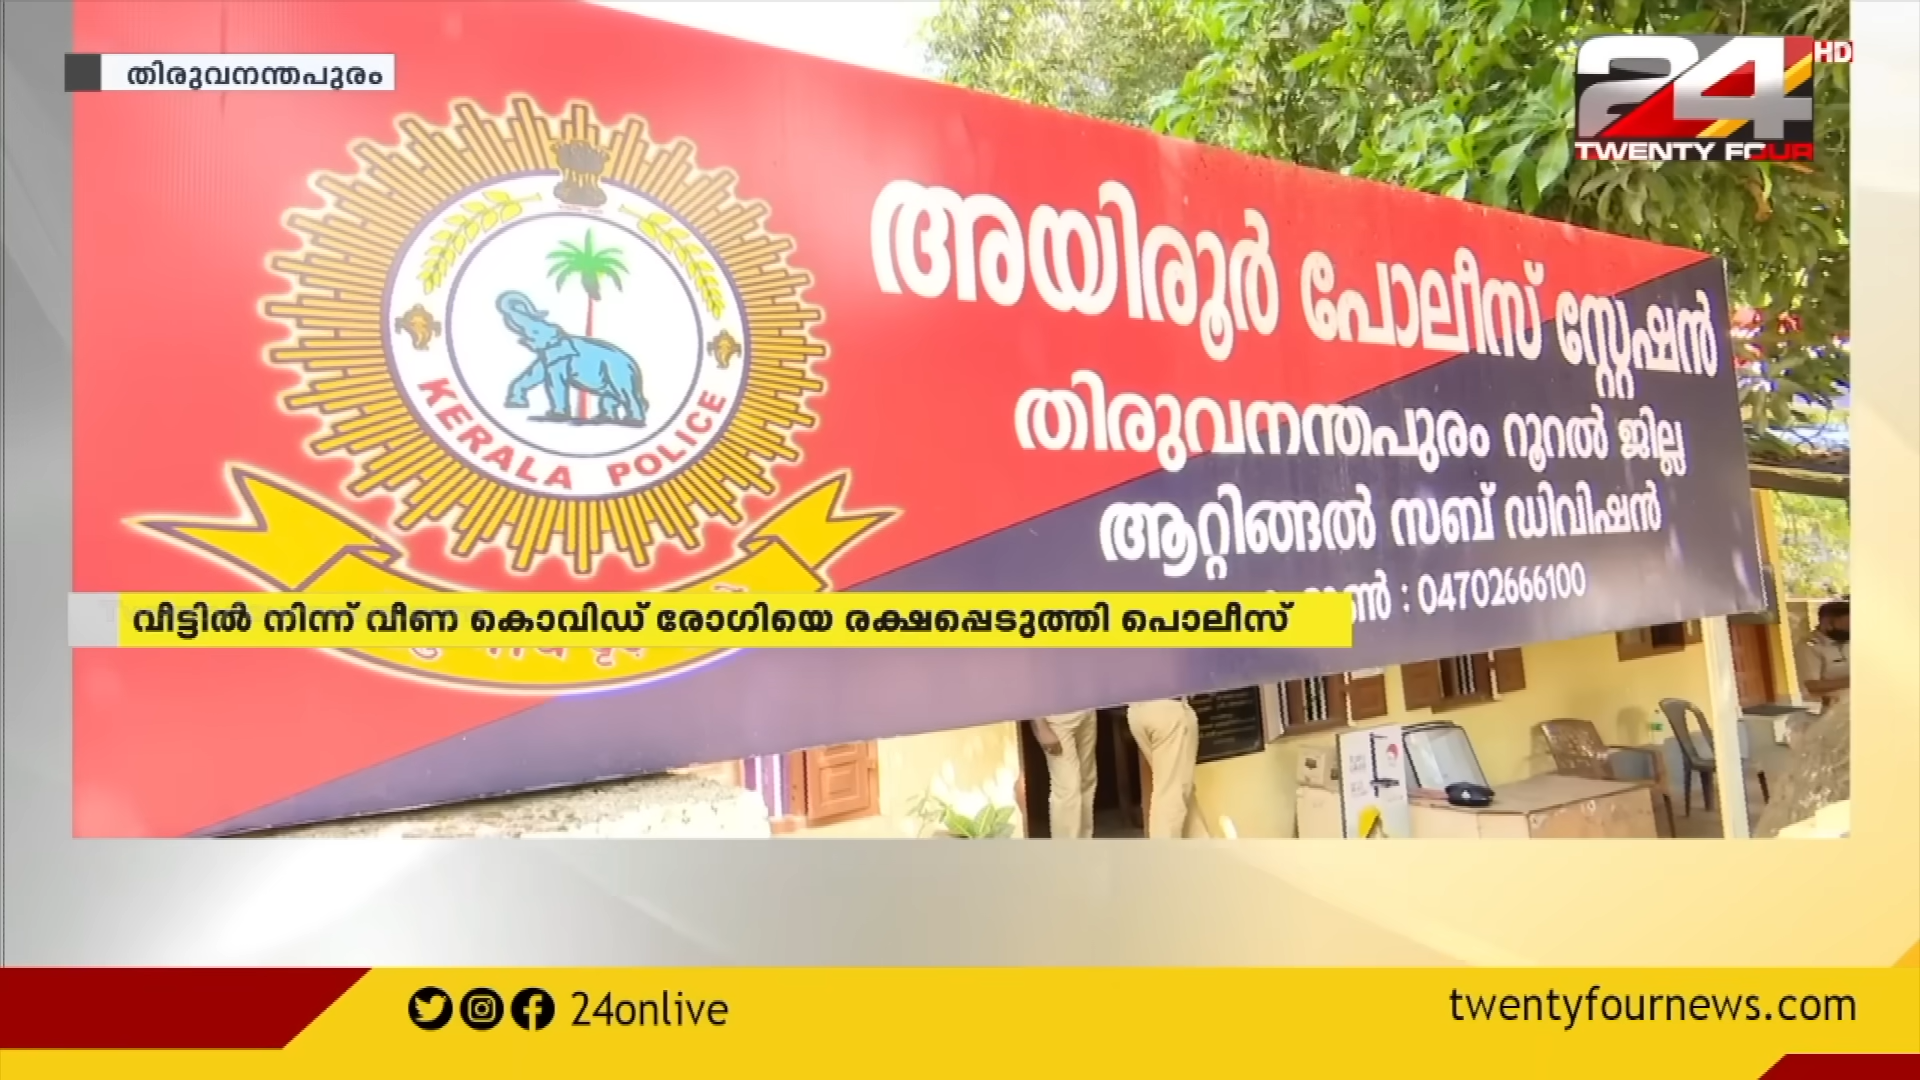 തിരുവനന്തപുരം
24 HD
TWENTY FOUR
KERALA POLICE
അയിരൂർ പോലീസ് സ്റ്റേഷൻ
തിരുവനന്തപുരം റൂറൽ ജില്ല
ആറ്റിങ്ങൽ സബ് ഡിവിഷൻ
: 04702666100
വീട്ടിൽ നിന്ന് വീണ കൊവിഡ് രോഗിയെ രക്ഷപ്പെടുത്തി പൊലീസ്
24onlive
twentyfournews.com